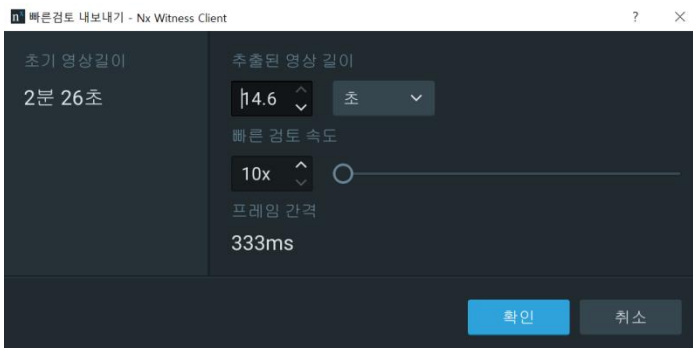 빠른검토 내보내기 - Nx Witness Client
초기 영상길이
2분 26초
추출된 영상 길이
14.6 초
빠른 검토 속도
10x
프레임 간격
333ms
확인 취소